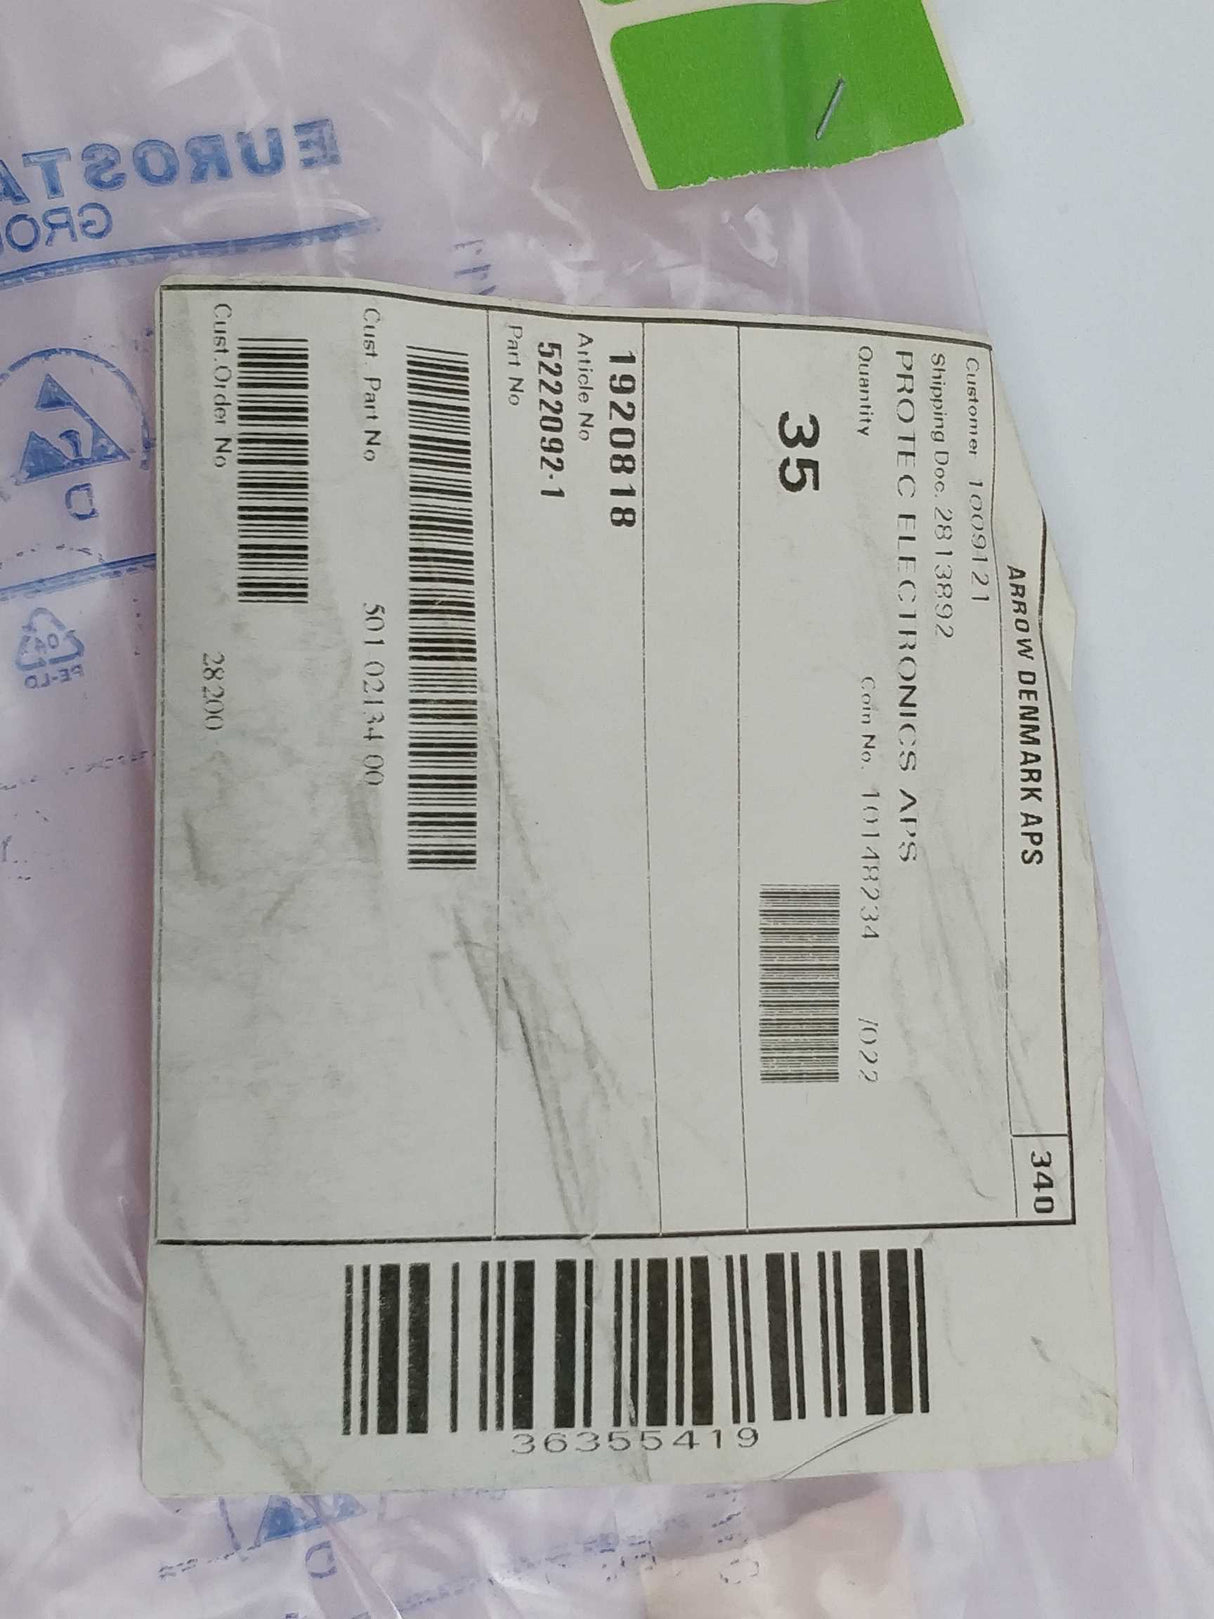 ARROW DENMARK APS 340
Customer 1009121
Shipping Doc. 2813892
PROTEC ELECTRONICS APS
Quantity Coin No. 10148234 /022
35
1920818
Article No
5222092-1
Part No
Cust. Part No 501 02134 00
Cust.Order No 28200
36355419
EUROSTA
GRO
PE-LD